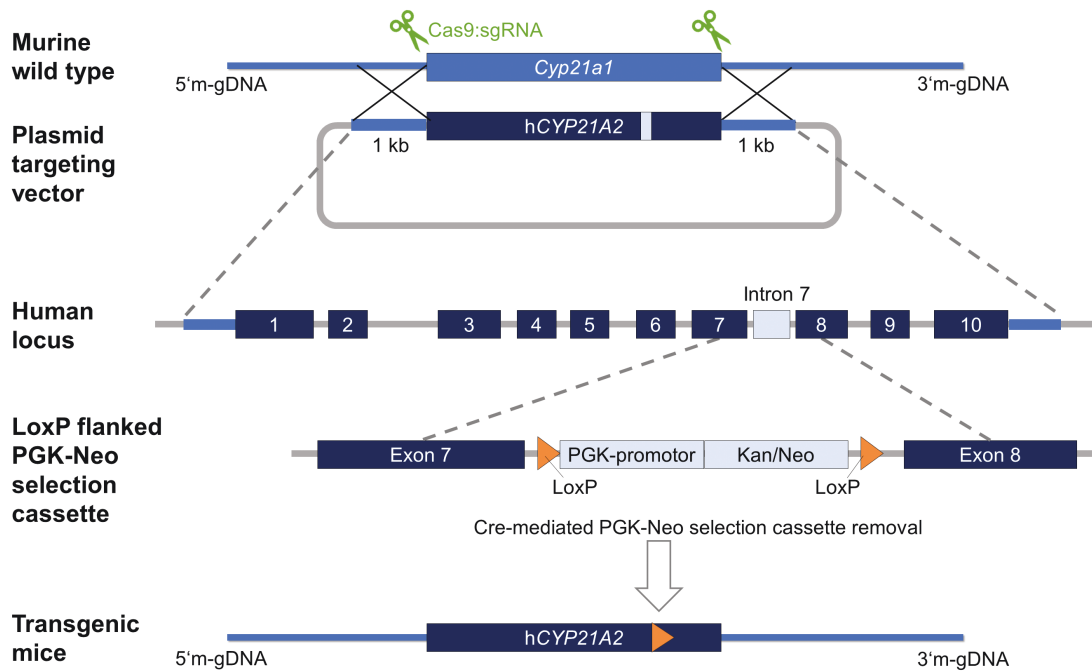 Murine
wild type
Cas9:sgRNA
Cyp21a1
5‘m-gDNA
3‘m-gDNA
Plasmid
targeting
vector
hCYP21A2
1 kb
1 kb
Human
locus
Intron 7
1
2
3
4
5
6
7
8
9
10
LoxP flanked
PGK-Neo
selection
cassette
Exon 7
PGK-promotor
Kan/Neo
Exon 8
LoxP
LoxP
Cre-mediated PGK-Neo selection cassette removal
Transgenic
mice
hCYP21A2
5‘m-gDNA
3‘m-gDNA